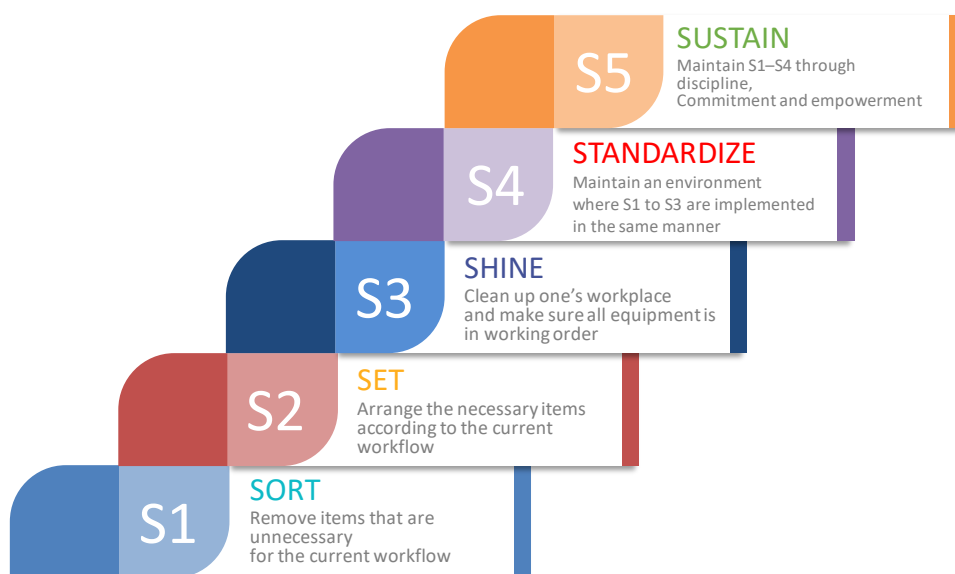 S5
SUSTAIN
Maintain S1–S4 through
discipline,
Commitment and empowerment
S4
STANDARDIZE
Maintain an environment
where S1 to S3 are implemented
in the same manner
S3
SHINE
Clean up one’s workplace
and make sure all equipment is
in working order
S2
SET
Arrange the necessary items
according to the current
workflow
S1
SORT
Remove items that are
unnecessary
for the current workflow